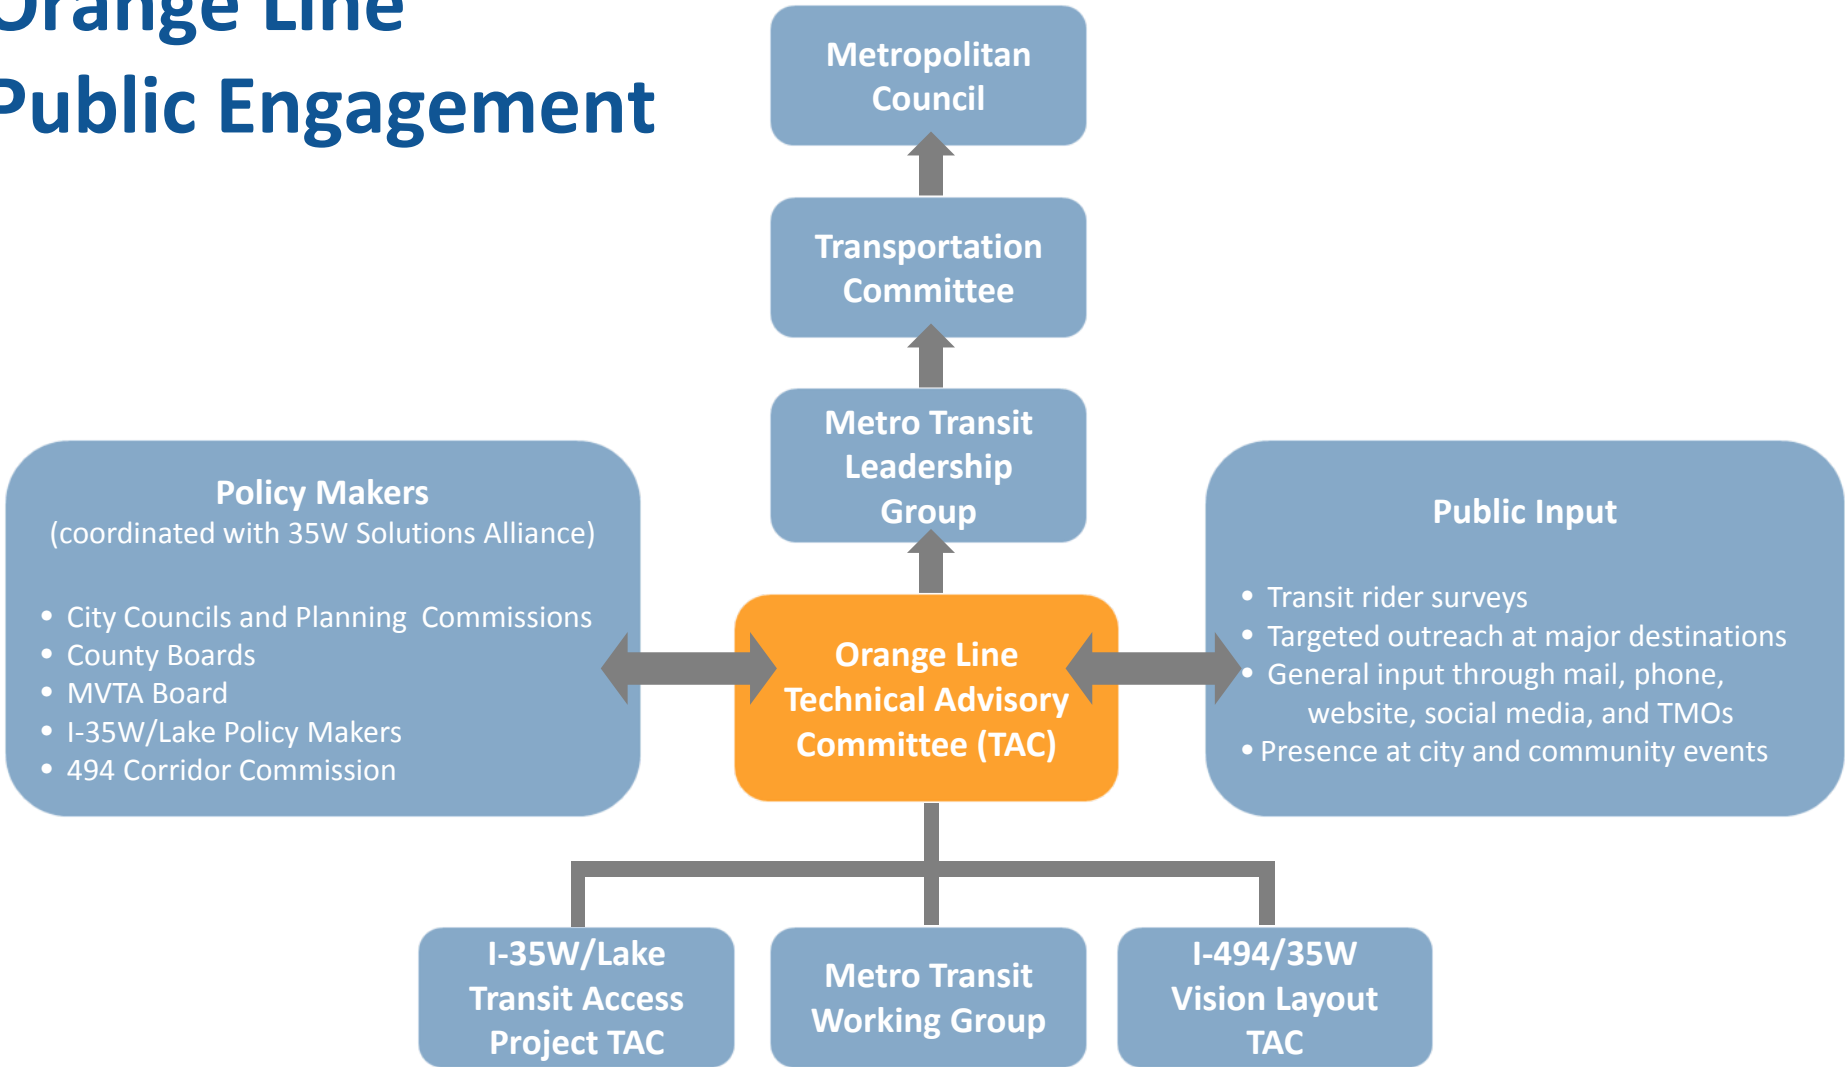 Orange Line
Public Engagement
Metropolitan
Council
Transportation
Committee
Metro Transit
Leadership
Group
Policy Makers
(coordinated with 35W Solutions Alliance)
• City Councils and Planning Commissions
• County Boards
• MVTA Board
• I-35W/Lake Policy Makers
• 494 Corridor Commission
Orange Line
Technical Advisory
Committee (TAC)
Public Input
• Transit rider surveys
• Targeted outreach at major destinations
• General input through mail, phone,
website, social media, and TMOs
• Presence at city and community events
I-35W/Lake
Transit Access
Project TAC
Metro Transit
Working Group
I-494/35W
Vision Layout
TAC